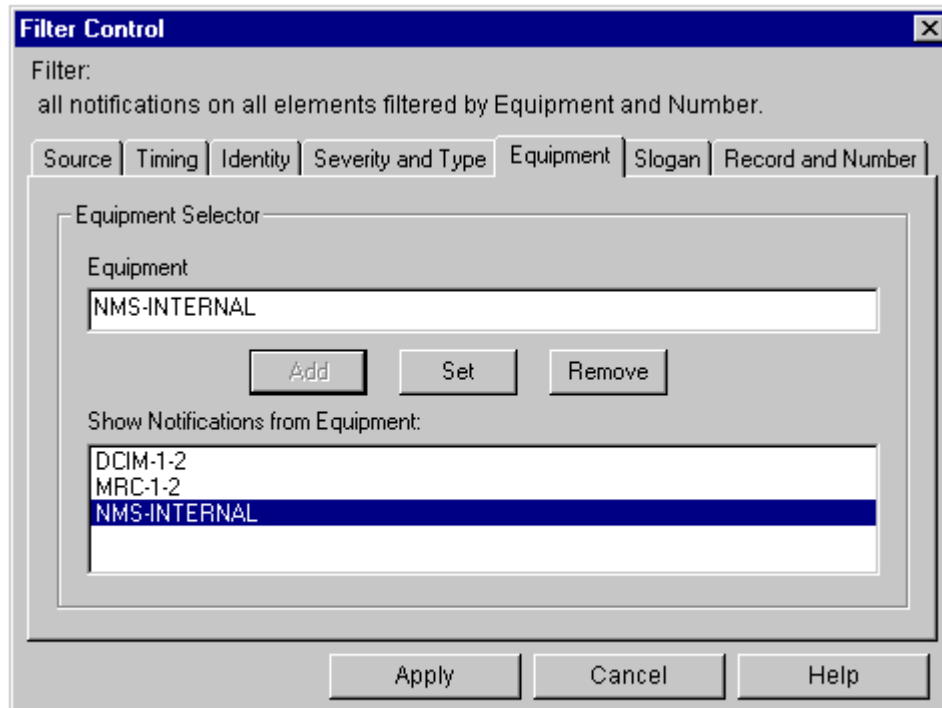 Filter Control
Filter:
all notifications on all elements filtered by Equipment and Number.
Source Timing Identity Severity and Type Equipment Slogan Record and Number
Equipment Selector
Equipment
NMS-INTERNAL
Add Set Remove
Show Notifications from Equipment:
DCIM-1-2
MRC-1-2
NMS-INTERNAL
Apply Cancel Help